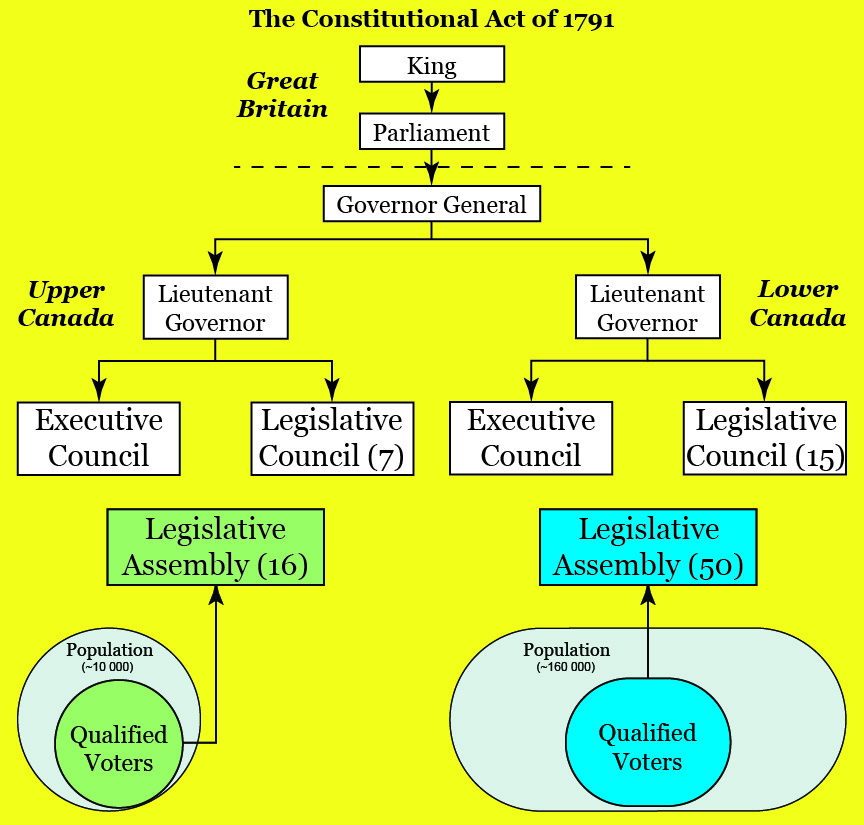 The Constitutional Act of 1791
King
Great
Britain
Parliament
Governor General
Upper
Canada
Lieutenant
Governor
Lieutenant
Governor
Lower
Canada
Executive
Council
Legislative
Council (7)
Executive
Council
Legislative
Council (15)
Legislative
Assembly (16)
Legislative
Assembly (50)
Population
(~10 000)
Qualified
Voters
Population
(~160 000)
Qualified
Voters